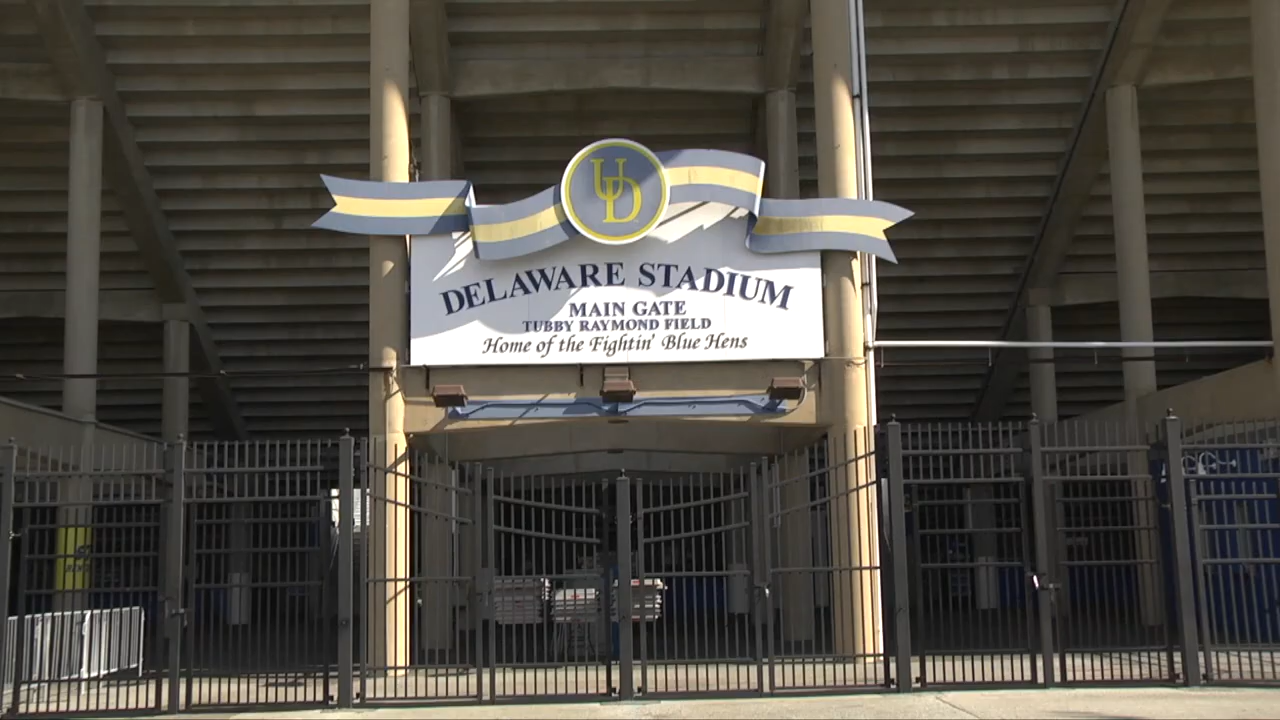 UD
DELAWARE STADIUM
MAIN GATE
TUBBY RAYMOND FIELD
Home of the Fightin' Blue Hens